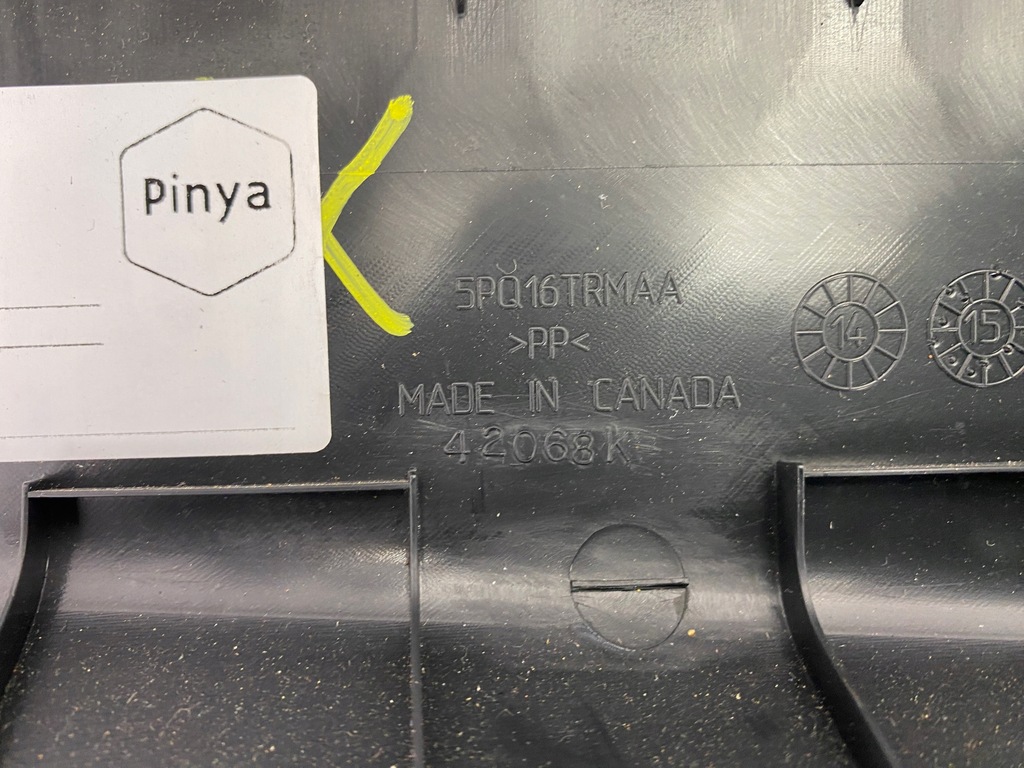 Pinya
5PQ16TRMAA
>PP<
MADE IN CANADA
42068K
14
15